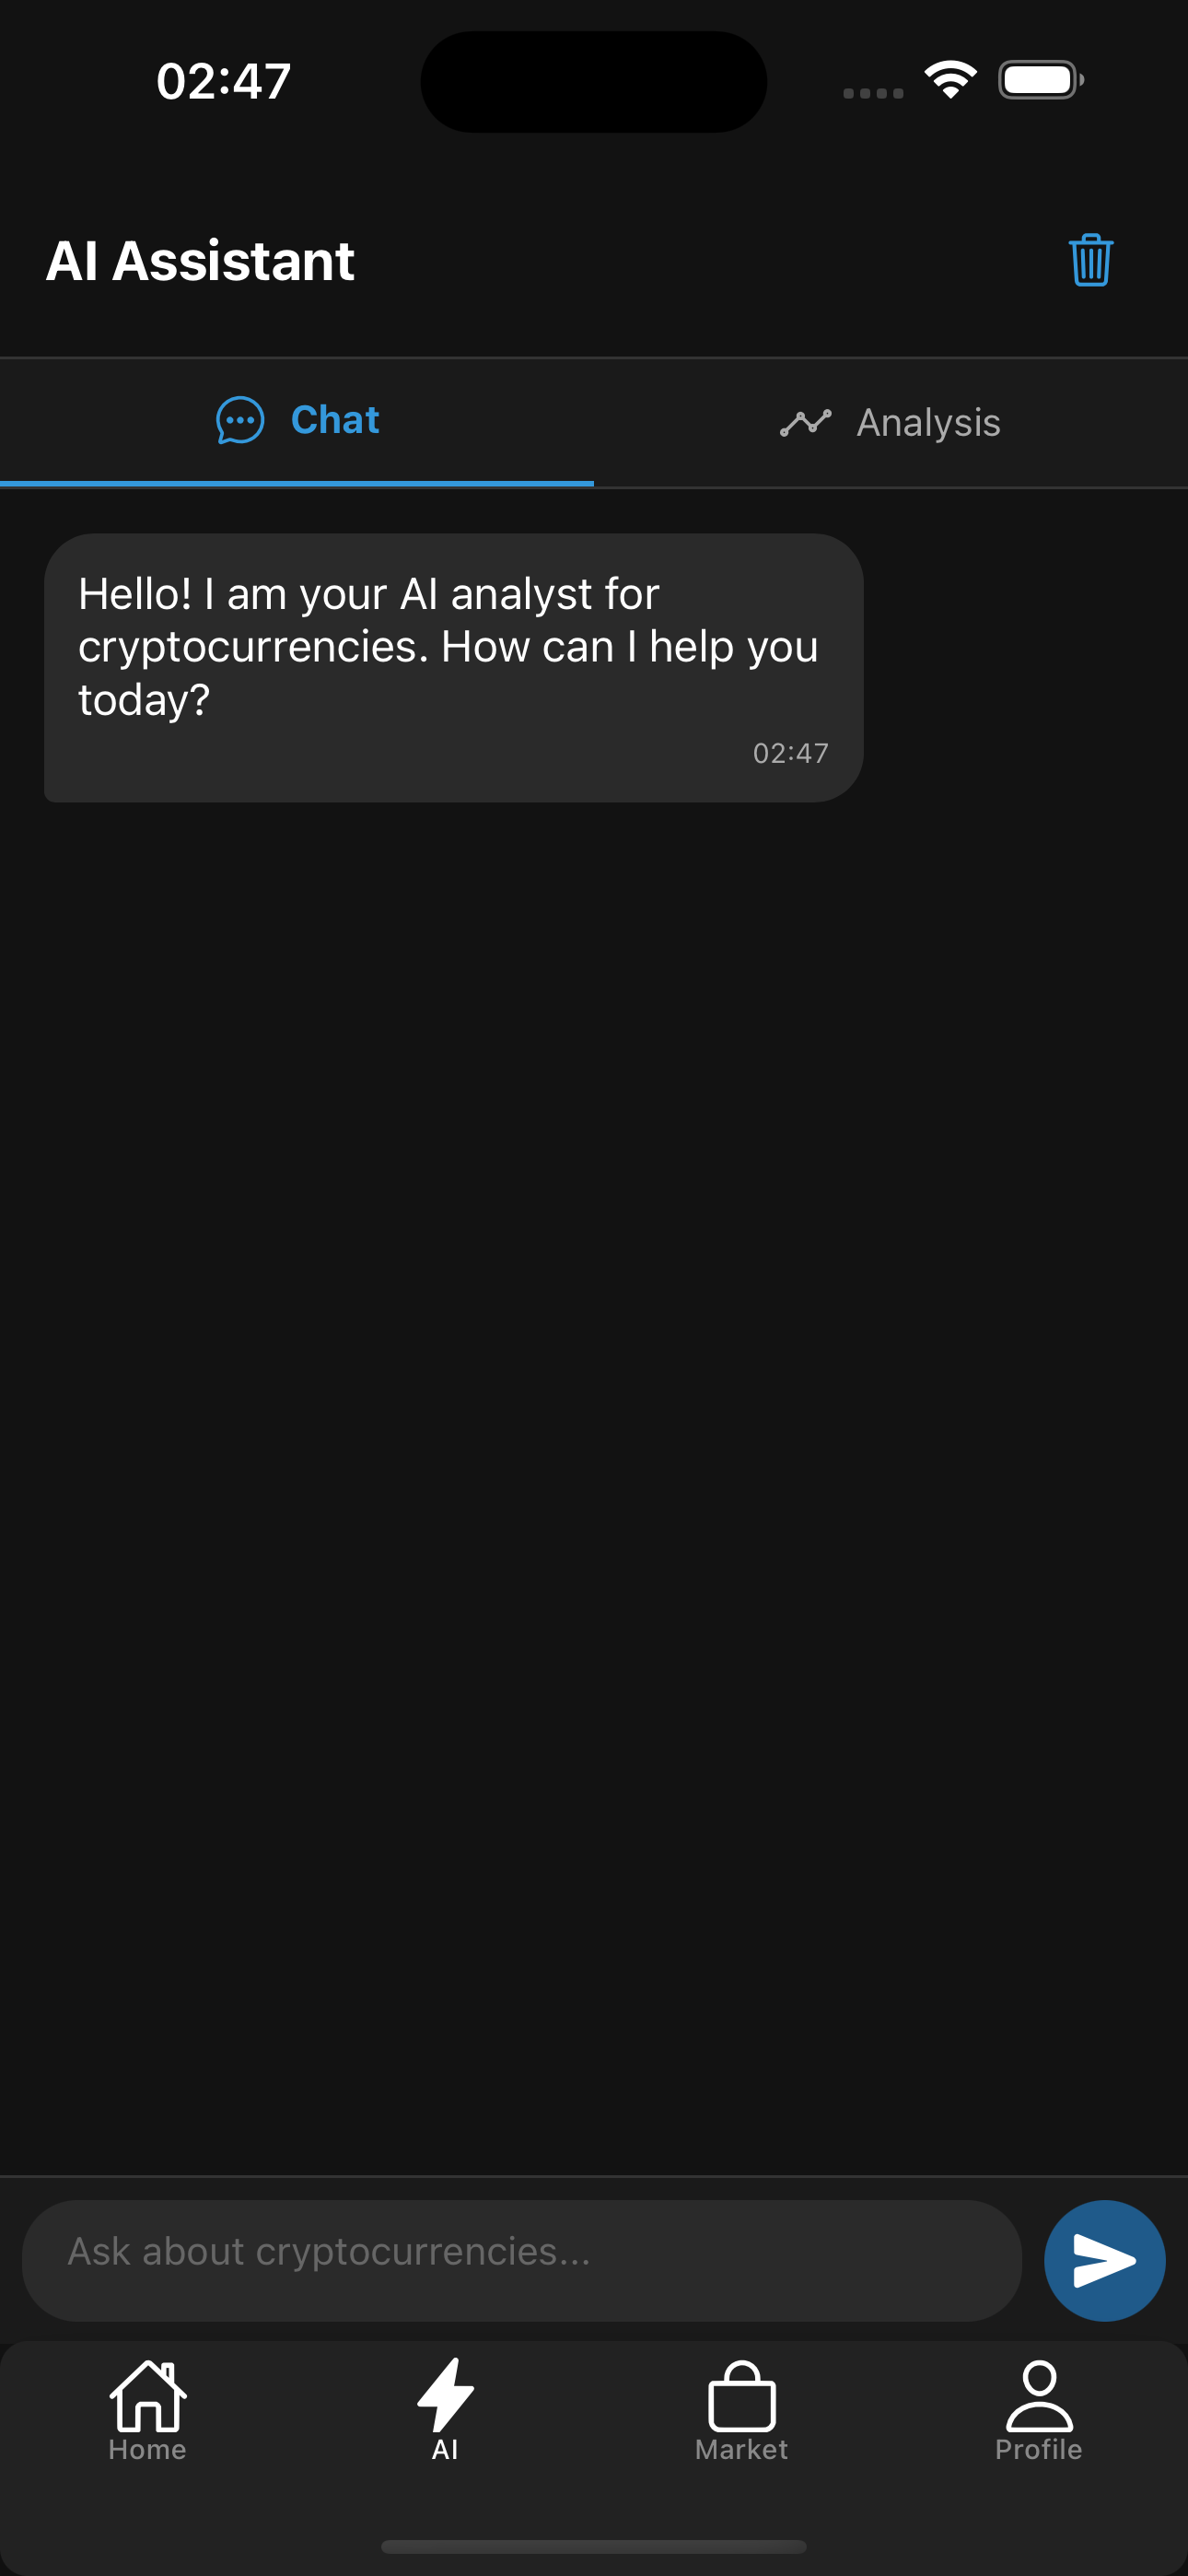 02:47
AI Assistant
Chat
Analysis
Hello! I am your AI analyst for
cryptocurrencies. How can I help you
today?
02:47
Ask about cryptocurrencies...
Home
AI
Market
Profile